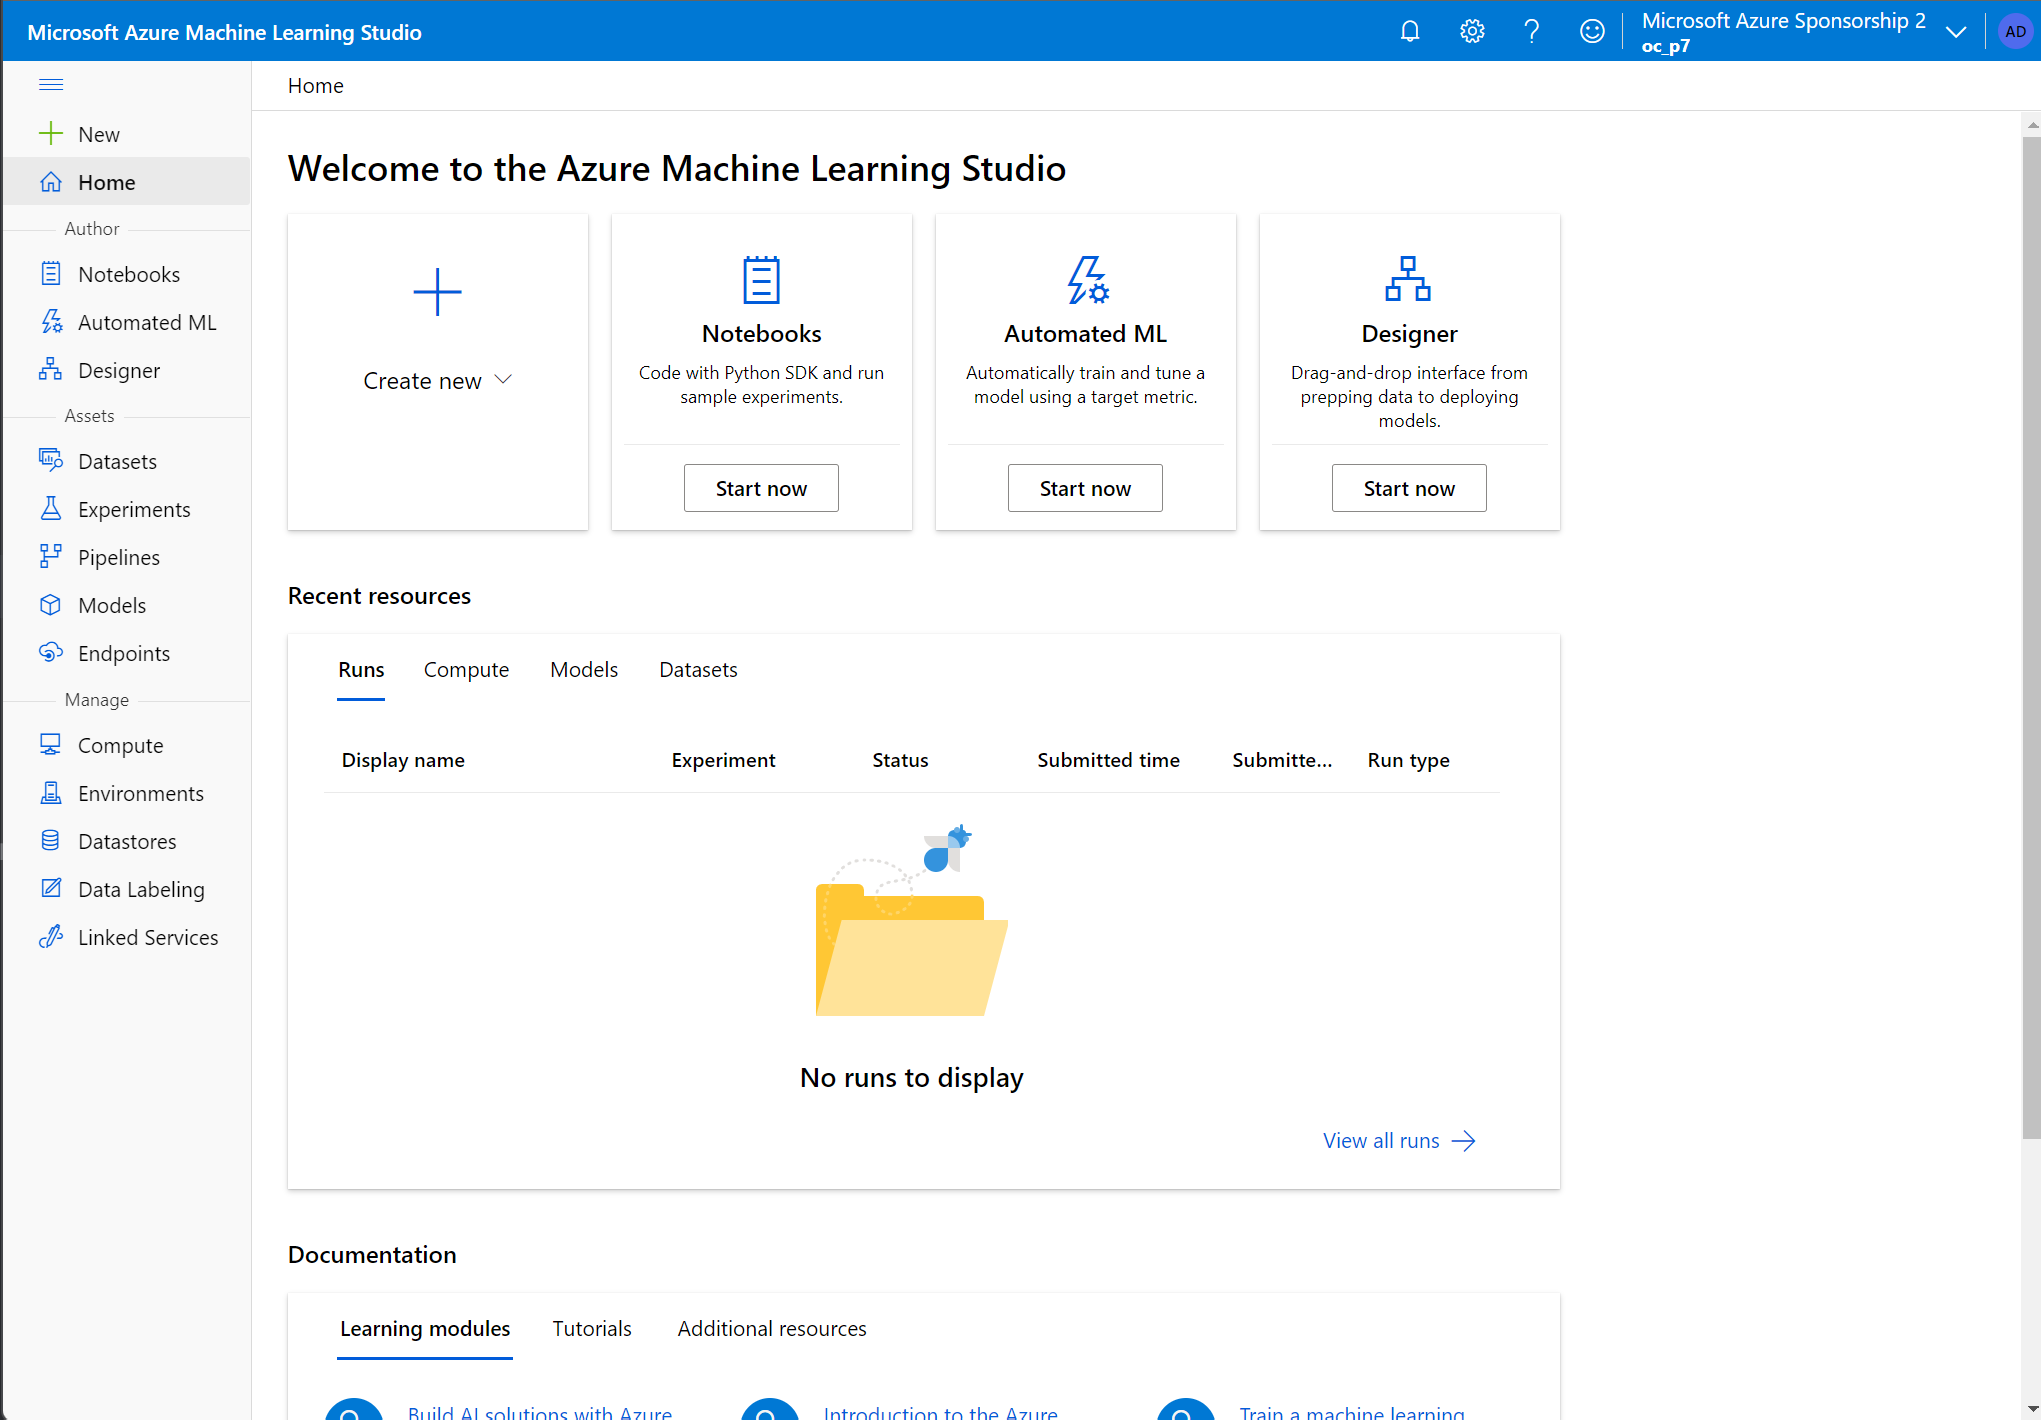 Microsoft Azure Machine Learning Studio
Microsoft Azure Sponsorship 2
oc_p7
AD
New
Home
Author
Notebooks
Automated ML
Designer
Assets
Datasets
Experiments
Pipelines
Models
Endpoints
Manage
Compute
Environments
Datastores
Data Labeling
Linked Services
Home
Welcome to the Azure Machine Learning Studio
Create new
Notebooks
Code with Python SDK and run
sample experiments.
Start now
Automated ML
Automatically train and tune a
model using a target metric.
Start now
Designer
Drag-and-drop interface from
prepping data to deploying
models.
Start now
Recent resources
Runs Compute Models Datasets
Display name Experiment Status Submitted time Submitte... Run type
No runs to display
View all runs
Documentation
Learning modules Tutorials Additional resources
Build AI solutions with Azure
Introduction to the Azure
Train a machine learning